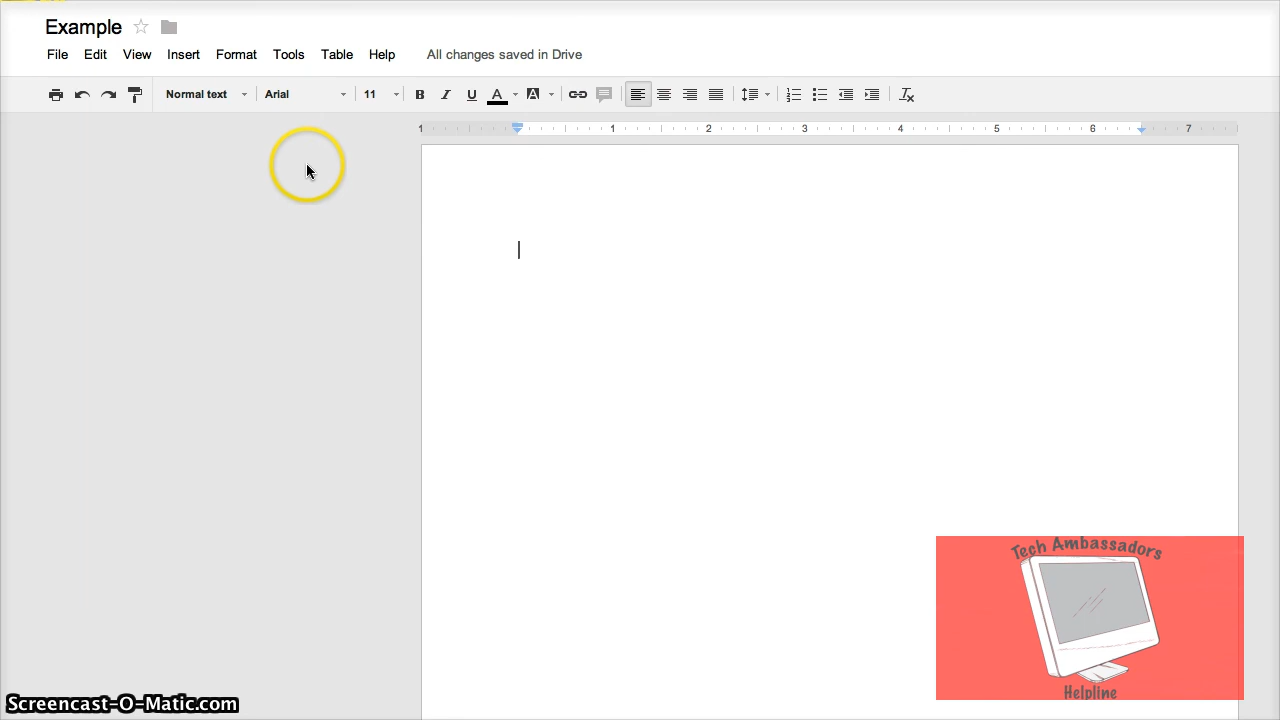 Example
File Edit View Insert Format Tools Table Help All changes saved in Drive
Normal text Arial 11 B I U A A
1 1 2 3 4 5 6 7
Tech Ambassadors
Helpline
Screencast-O-Matic.com